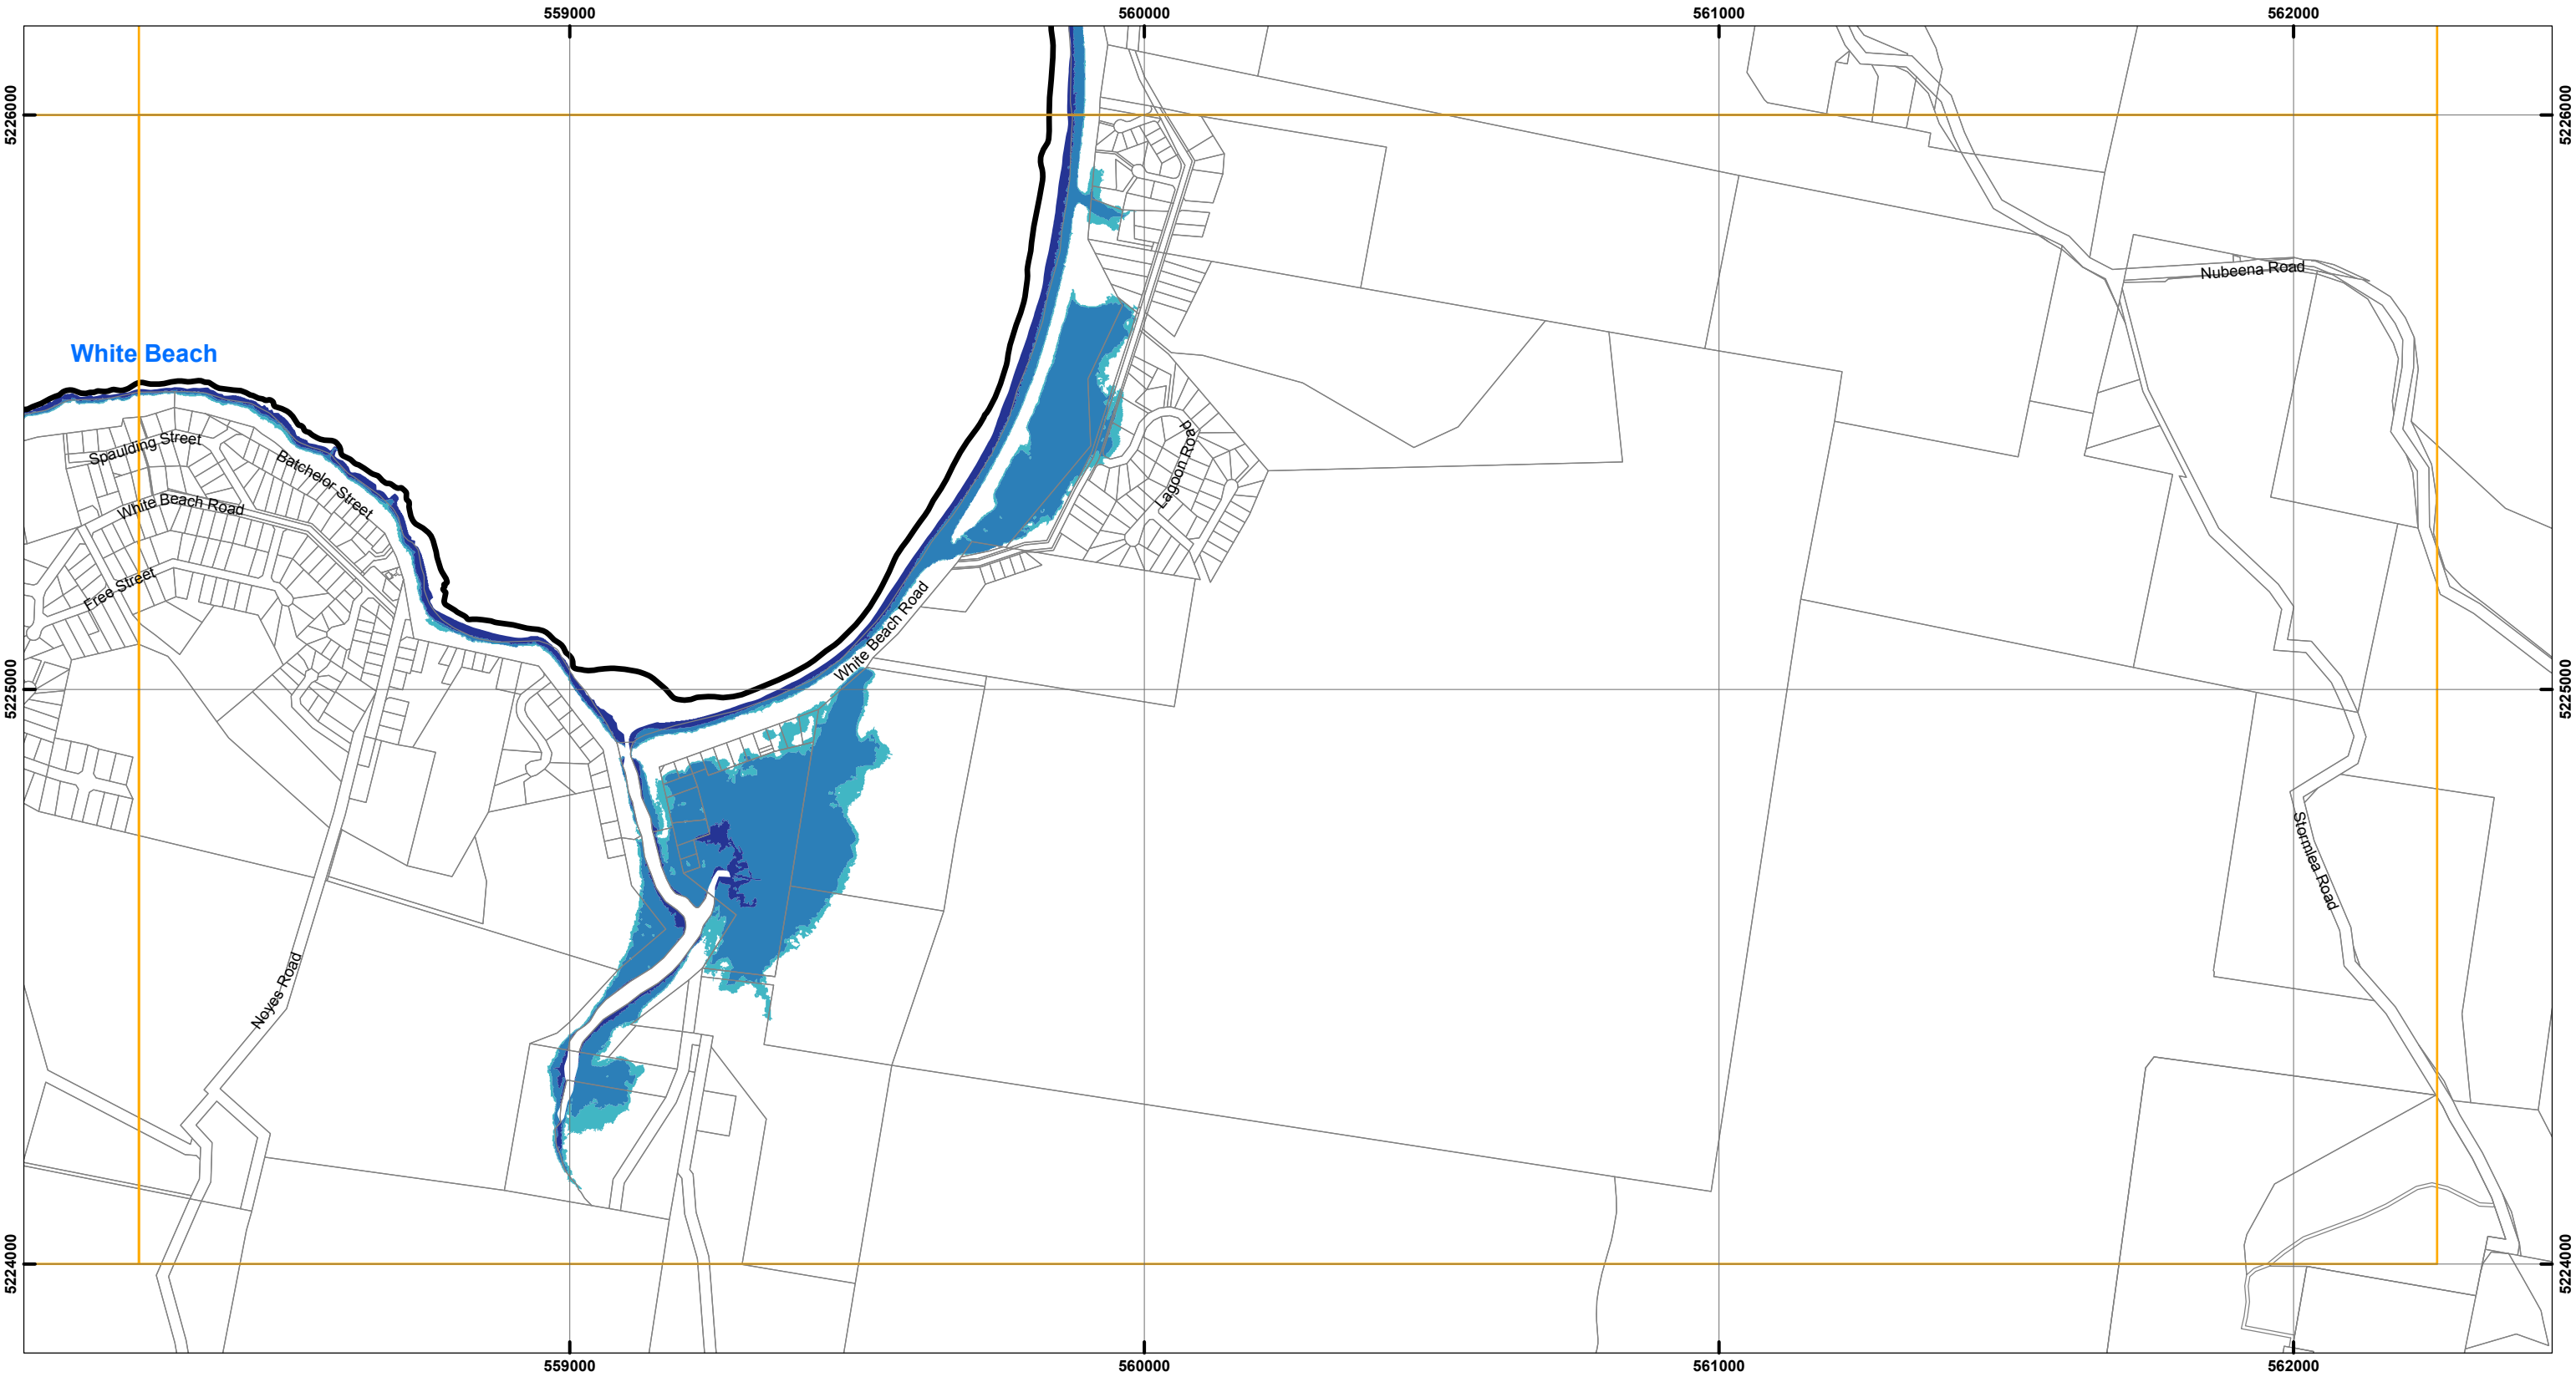 559000
560000
561000
562000
5226000
5226000
Nubeena Road
White Beach
Spaulding Street
Batchelor Street
Lagoon Road
White Beach Road
Free Street
White Beach Road
5225000
5225000
Stormlea Road
Noyes Road
5224000
5224000
559000
560000
561000
562000